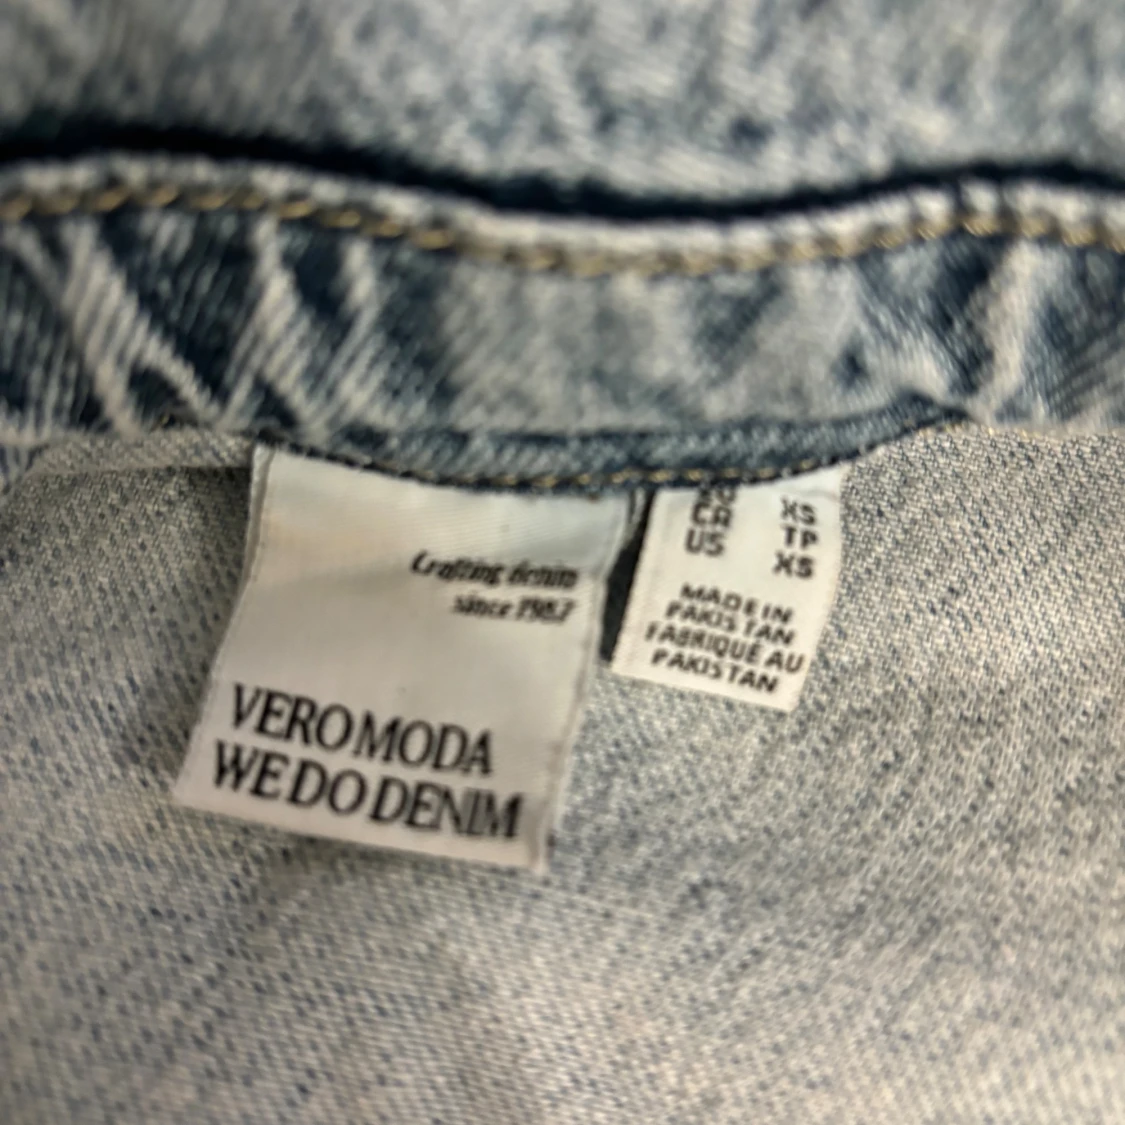 Crafting denim
since 1987
VERO MODA
WE DO DENIM
XS
CA TP
US XS
MADE IN
PAKISTAN
FABRIQUÉ AU
PAKISTAN